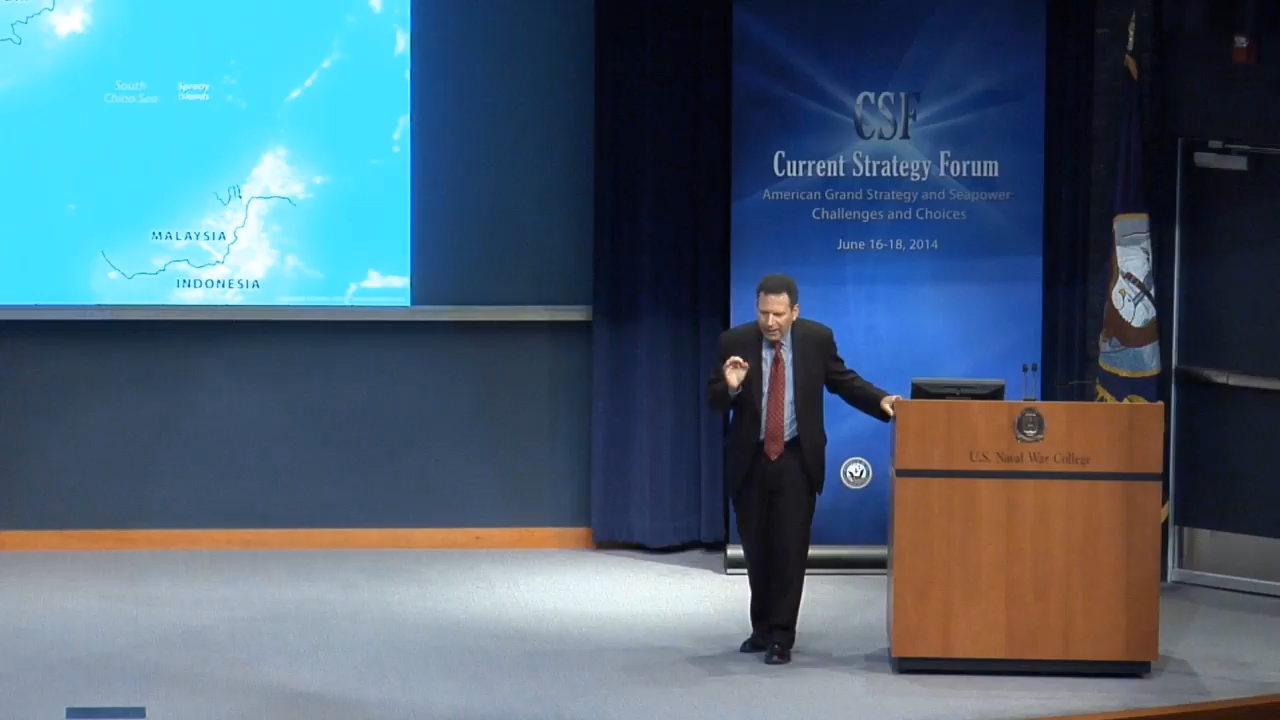 South
China Sea
Spratly
Islands
MALAYSIA
INDONESIA
CSF
Current Strategy Forum
American Grand Strategy and Seapower:
Challenges and Choices
June 16-18, 2014
U.S. Naval War College